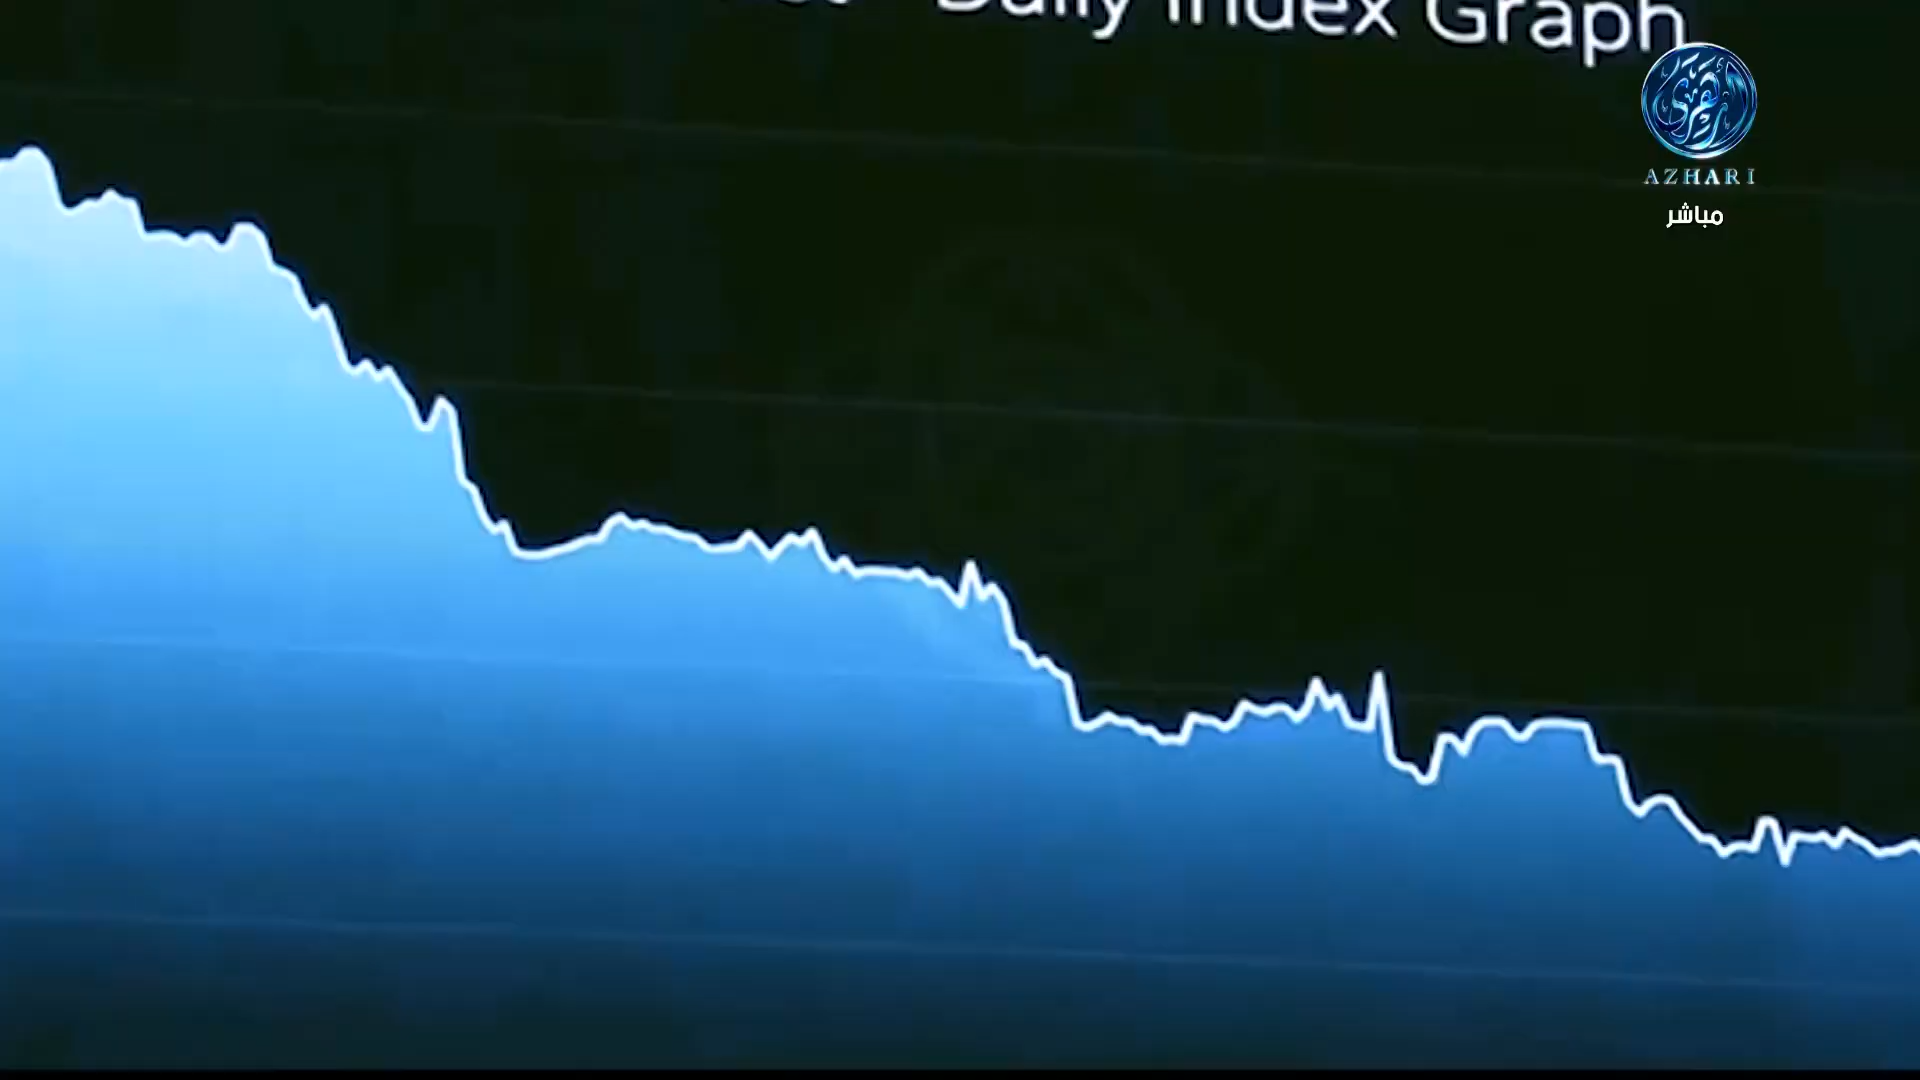 Daily Index Graph
AZHARI
مباشر